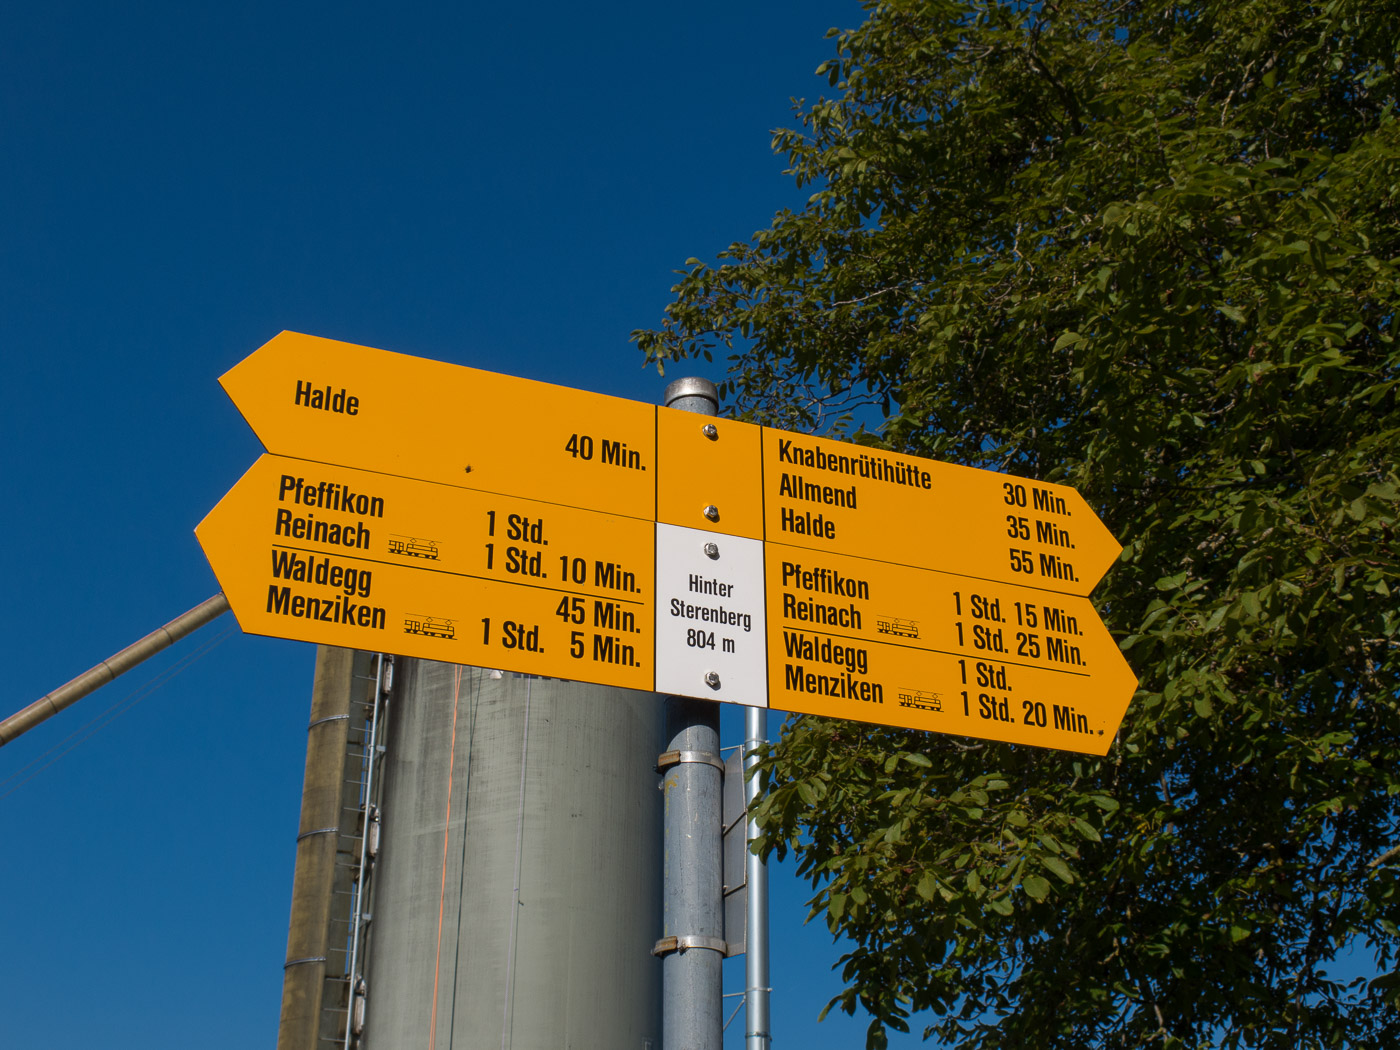 Halde
40 Min.
Pfeffikon 1 Std.
Reinach 1 Std. 10 Min.
Waldegg 45 Min.
Menziken 1 Std. 5 Min.
Hinter
Sterenberg
804 m
Knabenrütihütte 30 Min.
Allmend 35 Min.
Halde 55 Min.
Pfeffikon 1 Std. 15 Min.
Reinach 1 Std. 25 Min.
Waldegg 1 Std.
Menziken 1 Std. 20 Min.